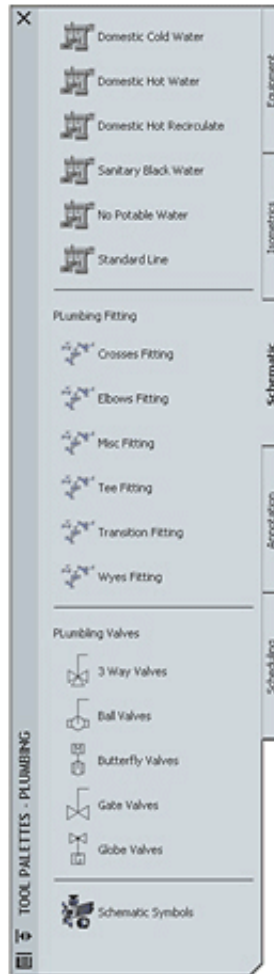 Domestic Cold Water
Domestic Hot Water
Domestic Hot Recirculate
Sanitary Black Water
No Potable Water
Standard Line
PLumbing Fitting
Crosses Fitting
Elbows Fitting
Misc Fitting
Tee Fitting
Transition Fitting
Wyes Fitting
PLumbling Valves
3 Way Valves
Ball Valves
Butterfly Valves
Gate Valves
Globe Valves
Schematic Symbols
Equipment
Isometrics
Schematic
Annotation
Scheduling
TOOL PALETTES - PLUMBING